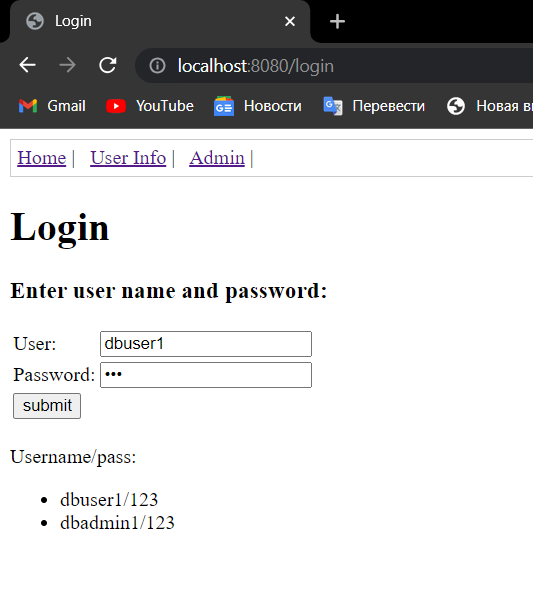 Login
localhost:8080/login
Gmail YouTube Новости Перевести Новая в
Home | User Info | Admin |
Login
Enter user name and password:
User: dbuser1
Password: •••
submit
Username/pass:
• dbuser1/123
• dbadmin1/123